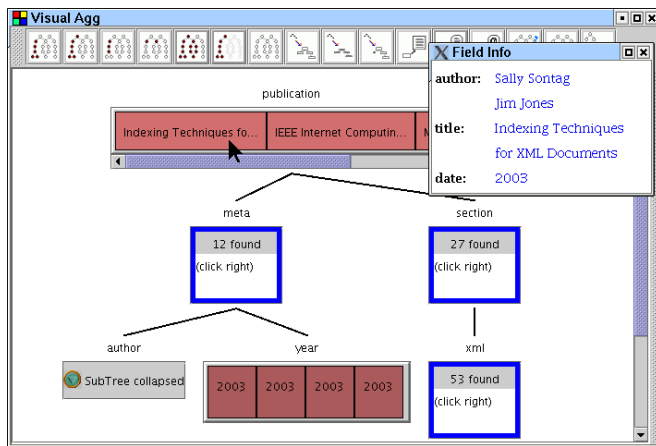 Visual Agg
Field Info
author: Sally Sontag
Jim Jones
title: Indexing Techniques
for XML Documents
date: 2003
publication
Indexing Techniques fo... IEEE Internet Computin... M
meta section
12 found 27 found
(click right) (click right)
author year xml
SubTree collapsed 2003 2003 2003 2003 53 found
(click right)